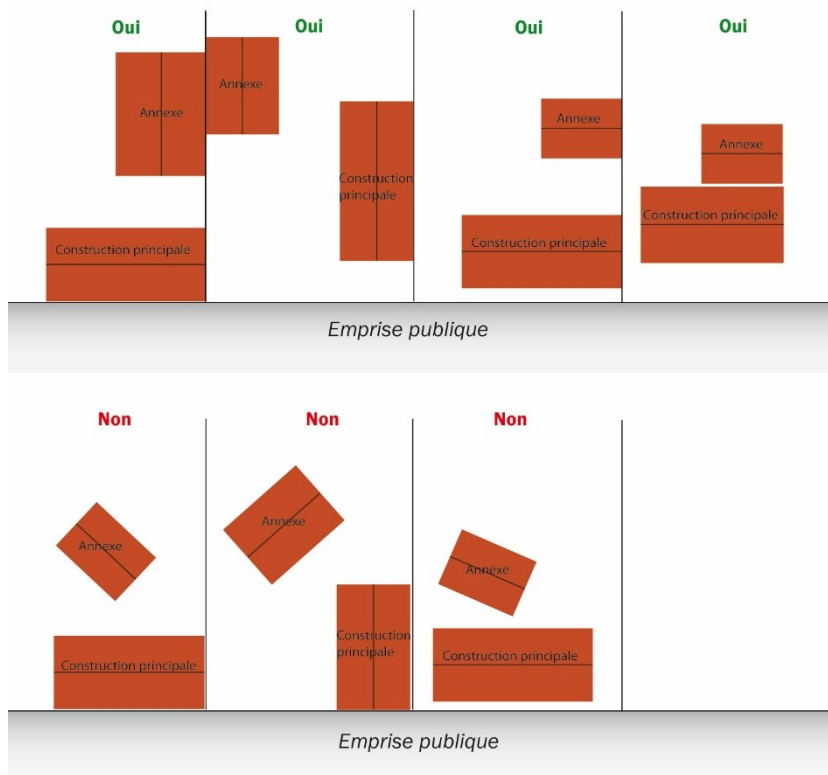 Oui
Oui
Oui
Oui
Annexe
Annexe
Annexe
Annexe
Construction
principale
Construction principale
Construction principale
Construction principale
Emprise publique
Non
Non
Non
Annexe
Annexe
Annexe
Construction principale
Construction
principale
Construction principale
Emprise publique